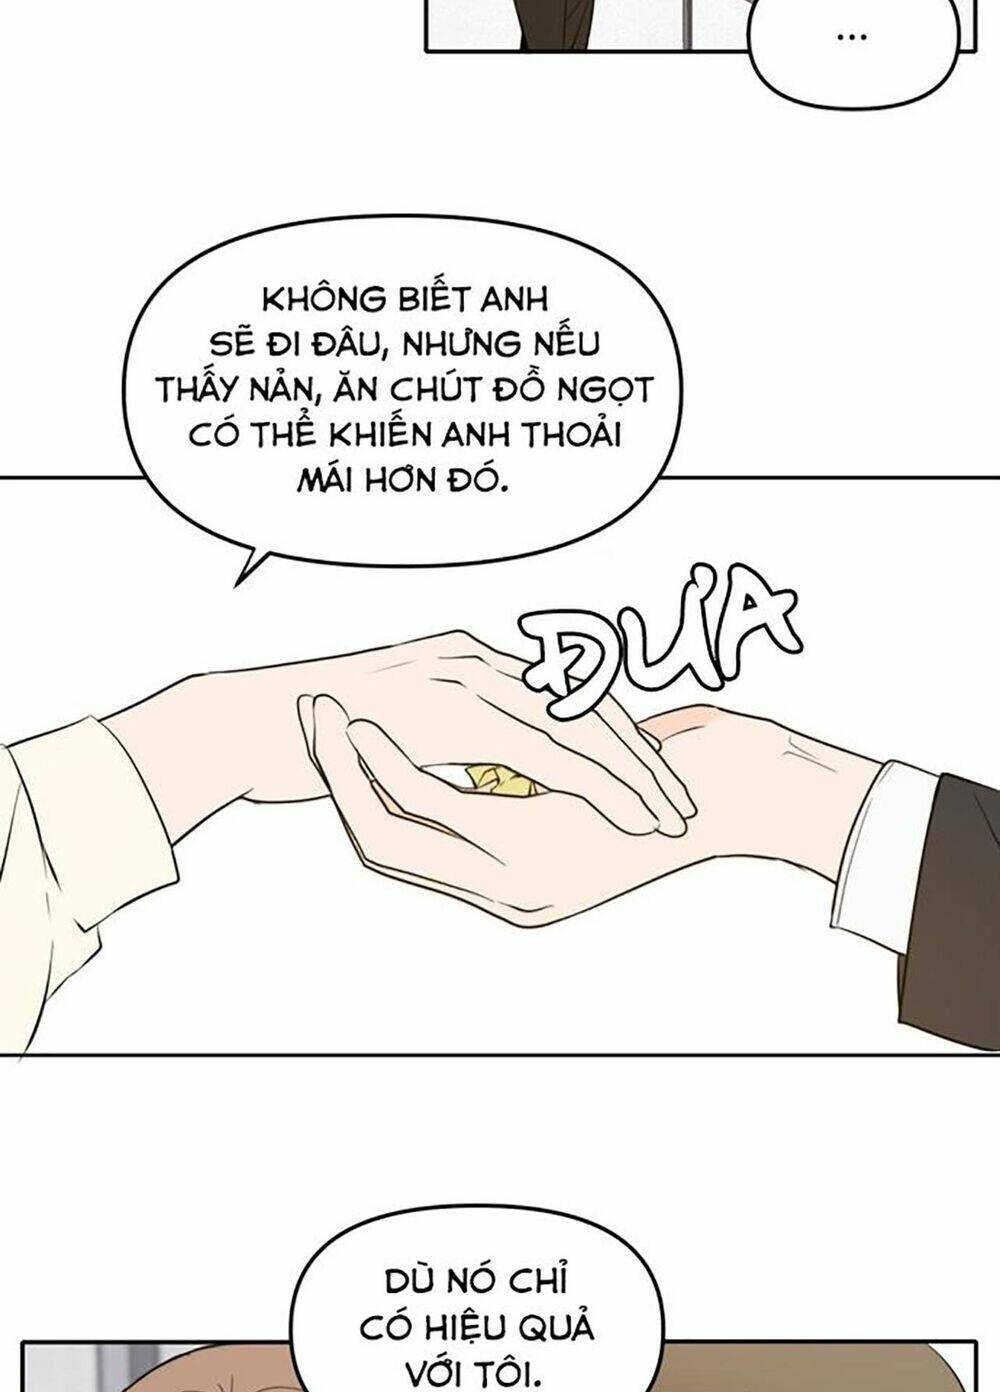 ...
KHÔNG BIẾT ANH
SẼ ĐI ĐÂU, NHƯNG NẾU
THẤY NẢN, ĂN CHÚT ĐỒ NGỌT
CÓ THỂ KHIẾN ANH THOẢI
MÁI HƠN ĐÓ.
ĐƯA
DÙ NÓ CHỈ
CÓ HIỆU QUẢ
VỚI TÔI.